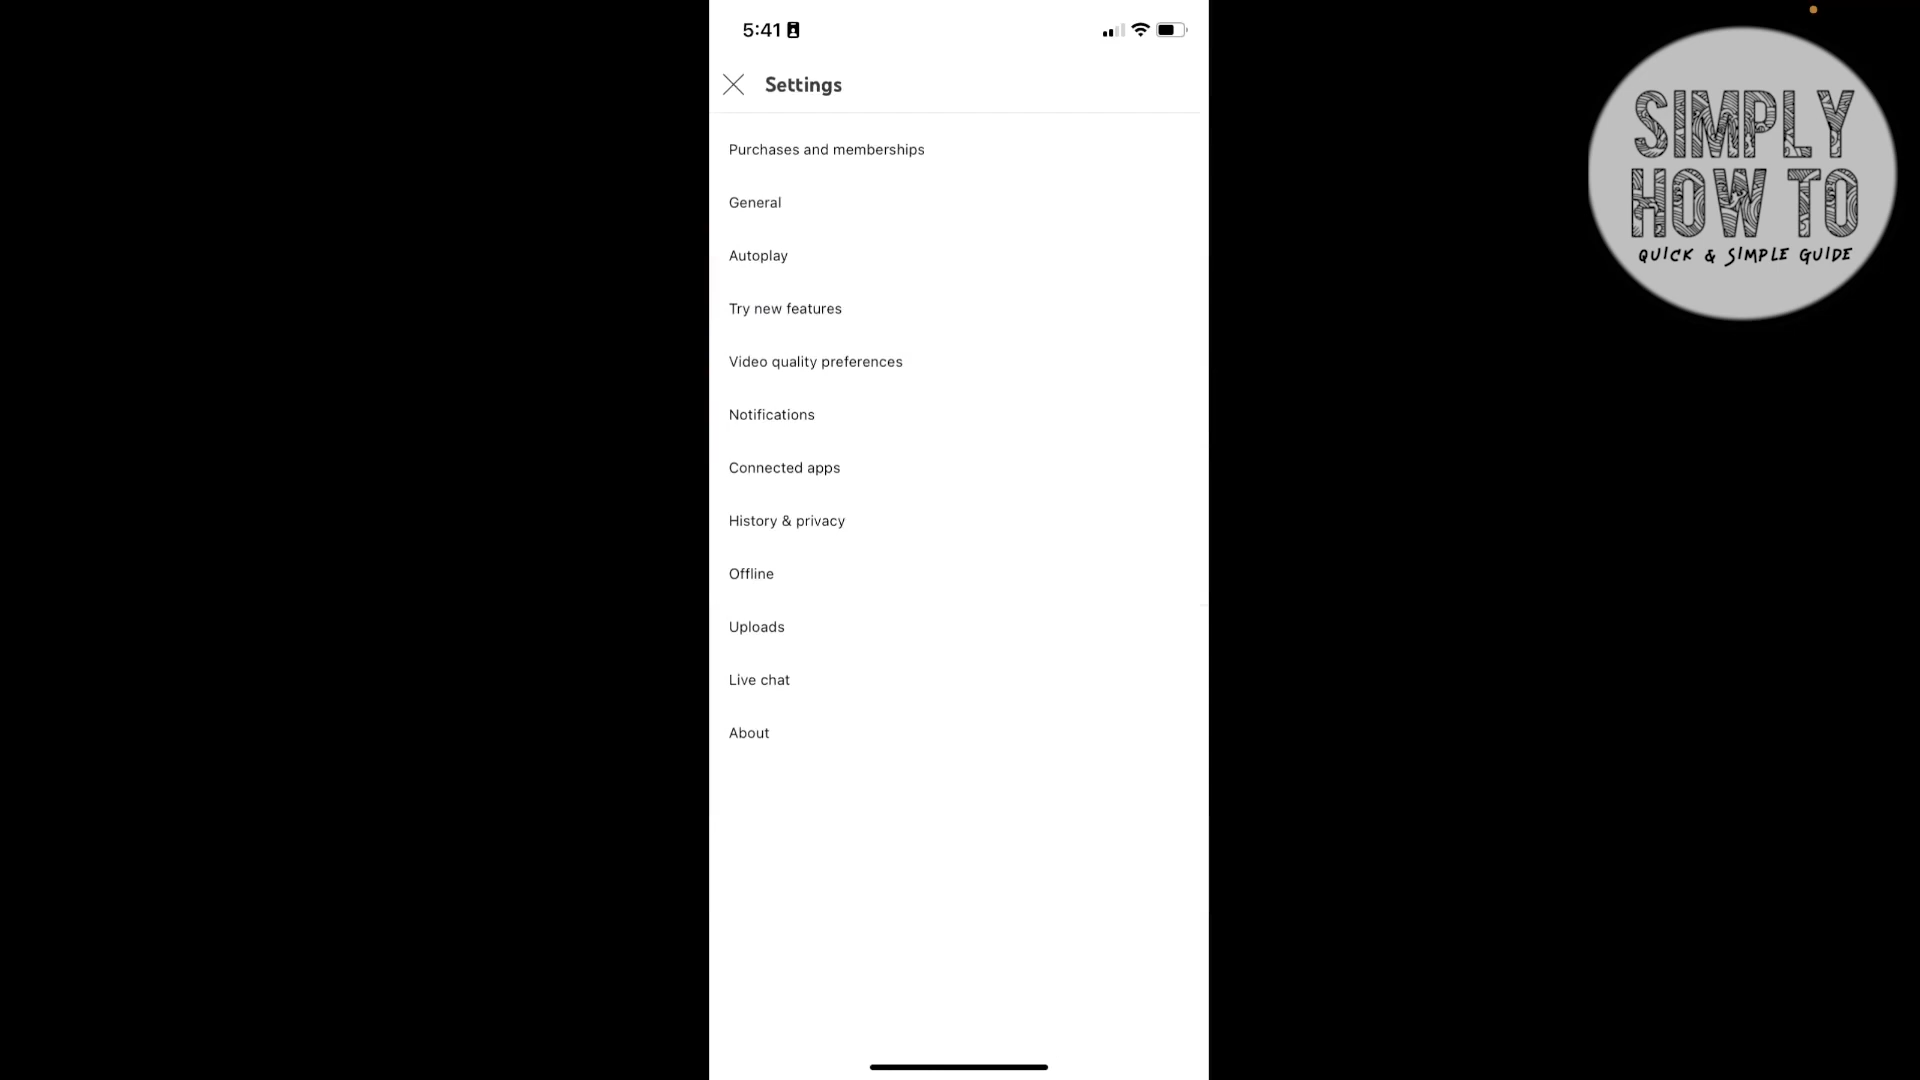 5:41
Settings
Purchases and memberships
General
Autoplay
Try new features
Video quality preferences
Notifications
Connected apps
History & privacy
Offline
Uploads
Live chat
About
SIMPLY
HOW TO
QUICK & SIMPLE GUIDE